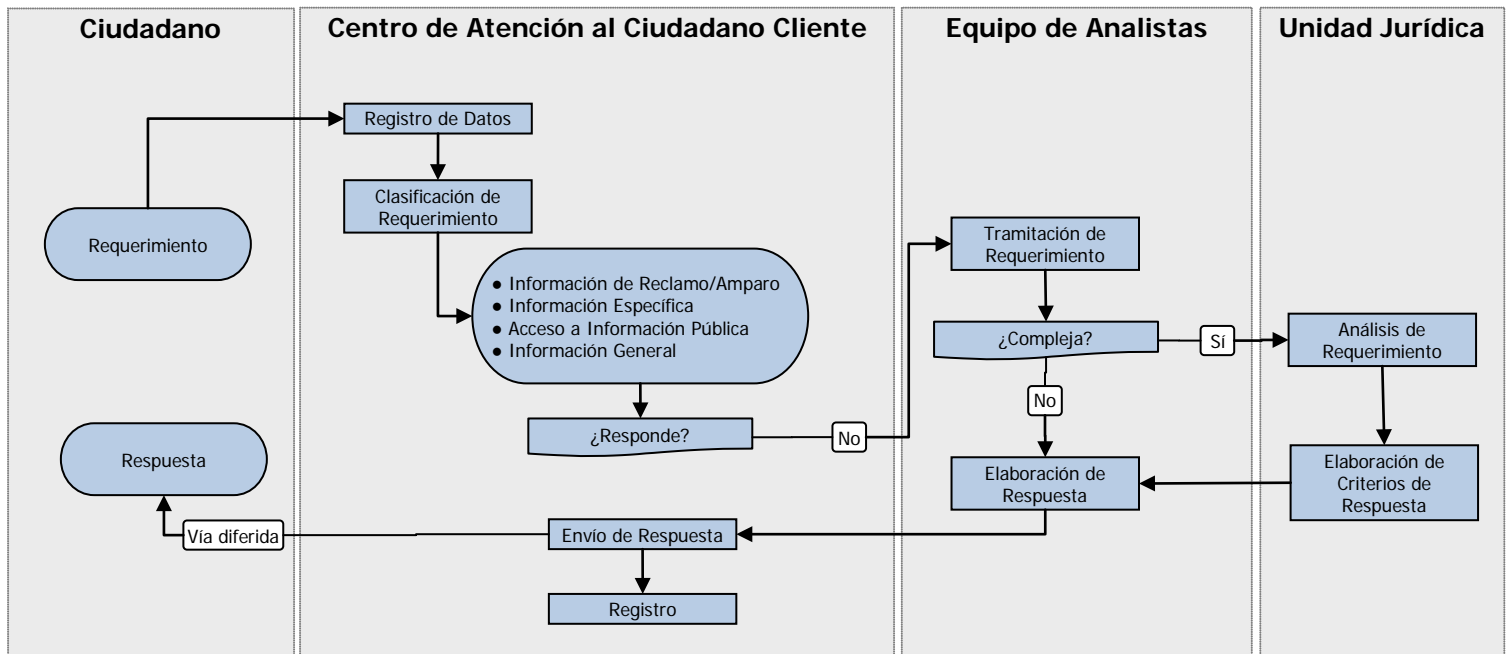 Ciudadano
Centro de Atención al Ciudadano Cliente
Equipo de Analistas
Unidad Jurídica
Registro de Datos
Clasificación de
Requerimiento
Requerimiento
● Información de Reclamo/Amparo
● Información Específica
● Acceso a Información Pública
● Información General
¿Responde?
No
Tramitación de
Requerimiento
¿Compleja?
Sí
No
Análisis de
Requerimiento
Elaboración de
Criterios de
Respuesta
Elaboración de
Respuesta
Respuesta
Vía diferida
Envío de Respuesta
Registro